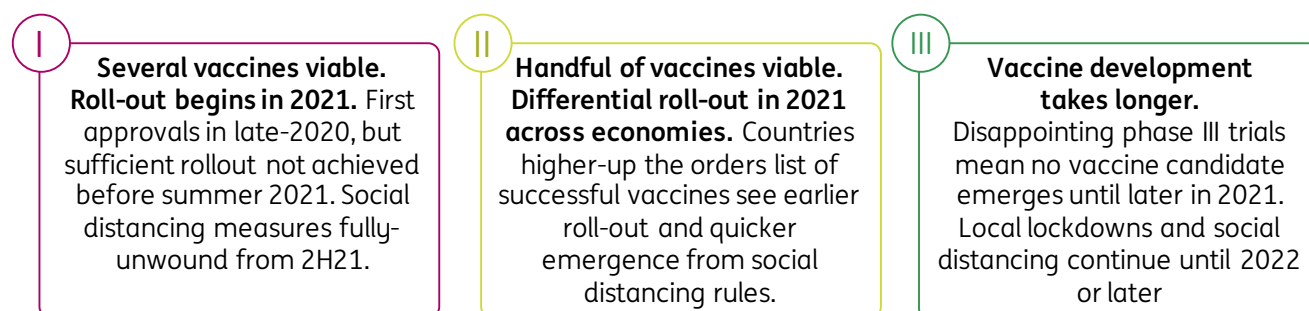 I
Several vaccines viable.
Roll-out begins in 2021. First
approvals in late-2020, but
sufficient rollout not achieved
before summer 2021. Social
distancing measures fully-
unwound from 2H21.
II
Handful of vaccines viable.
Differential roll-out in 2021
across economies. Countries
higher-up the orders list of
successful vaccines see earlier
roll-out and quicker
emergence from social
distancing rules.
III
Vaccine development
takes longer.
Disappointing phase III trials
mean no vaccine candidate
emerges until later in 2021.
Local lockdowns and social
distancing continue until 2022
or later